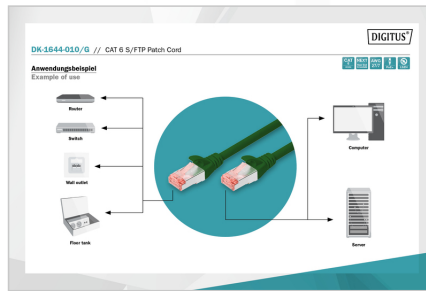 DIGITUS®
DK-1644-010/G // CAT 6 S/FTP Patch Cord
Anwendungsbeispiel
Example of use
Router
Switch
Wall outlet
Floor tank
Computer
Server